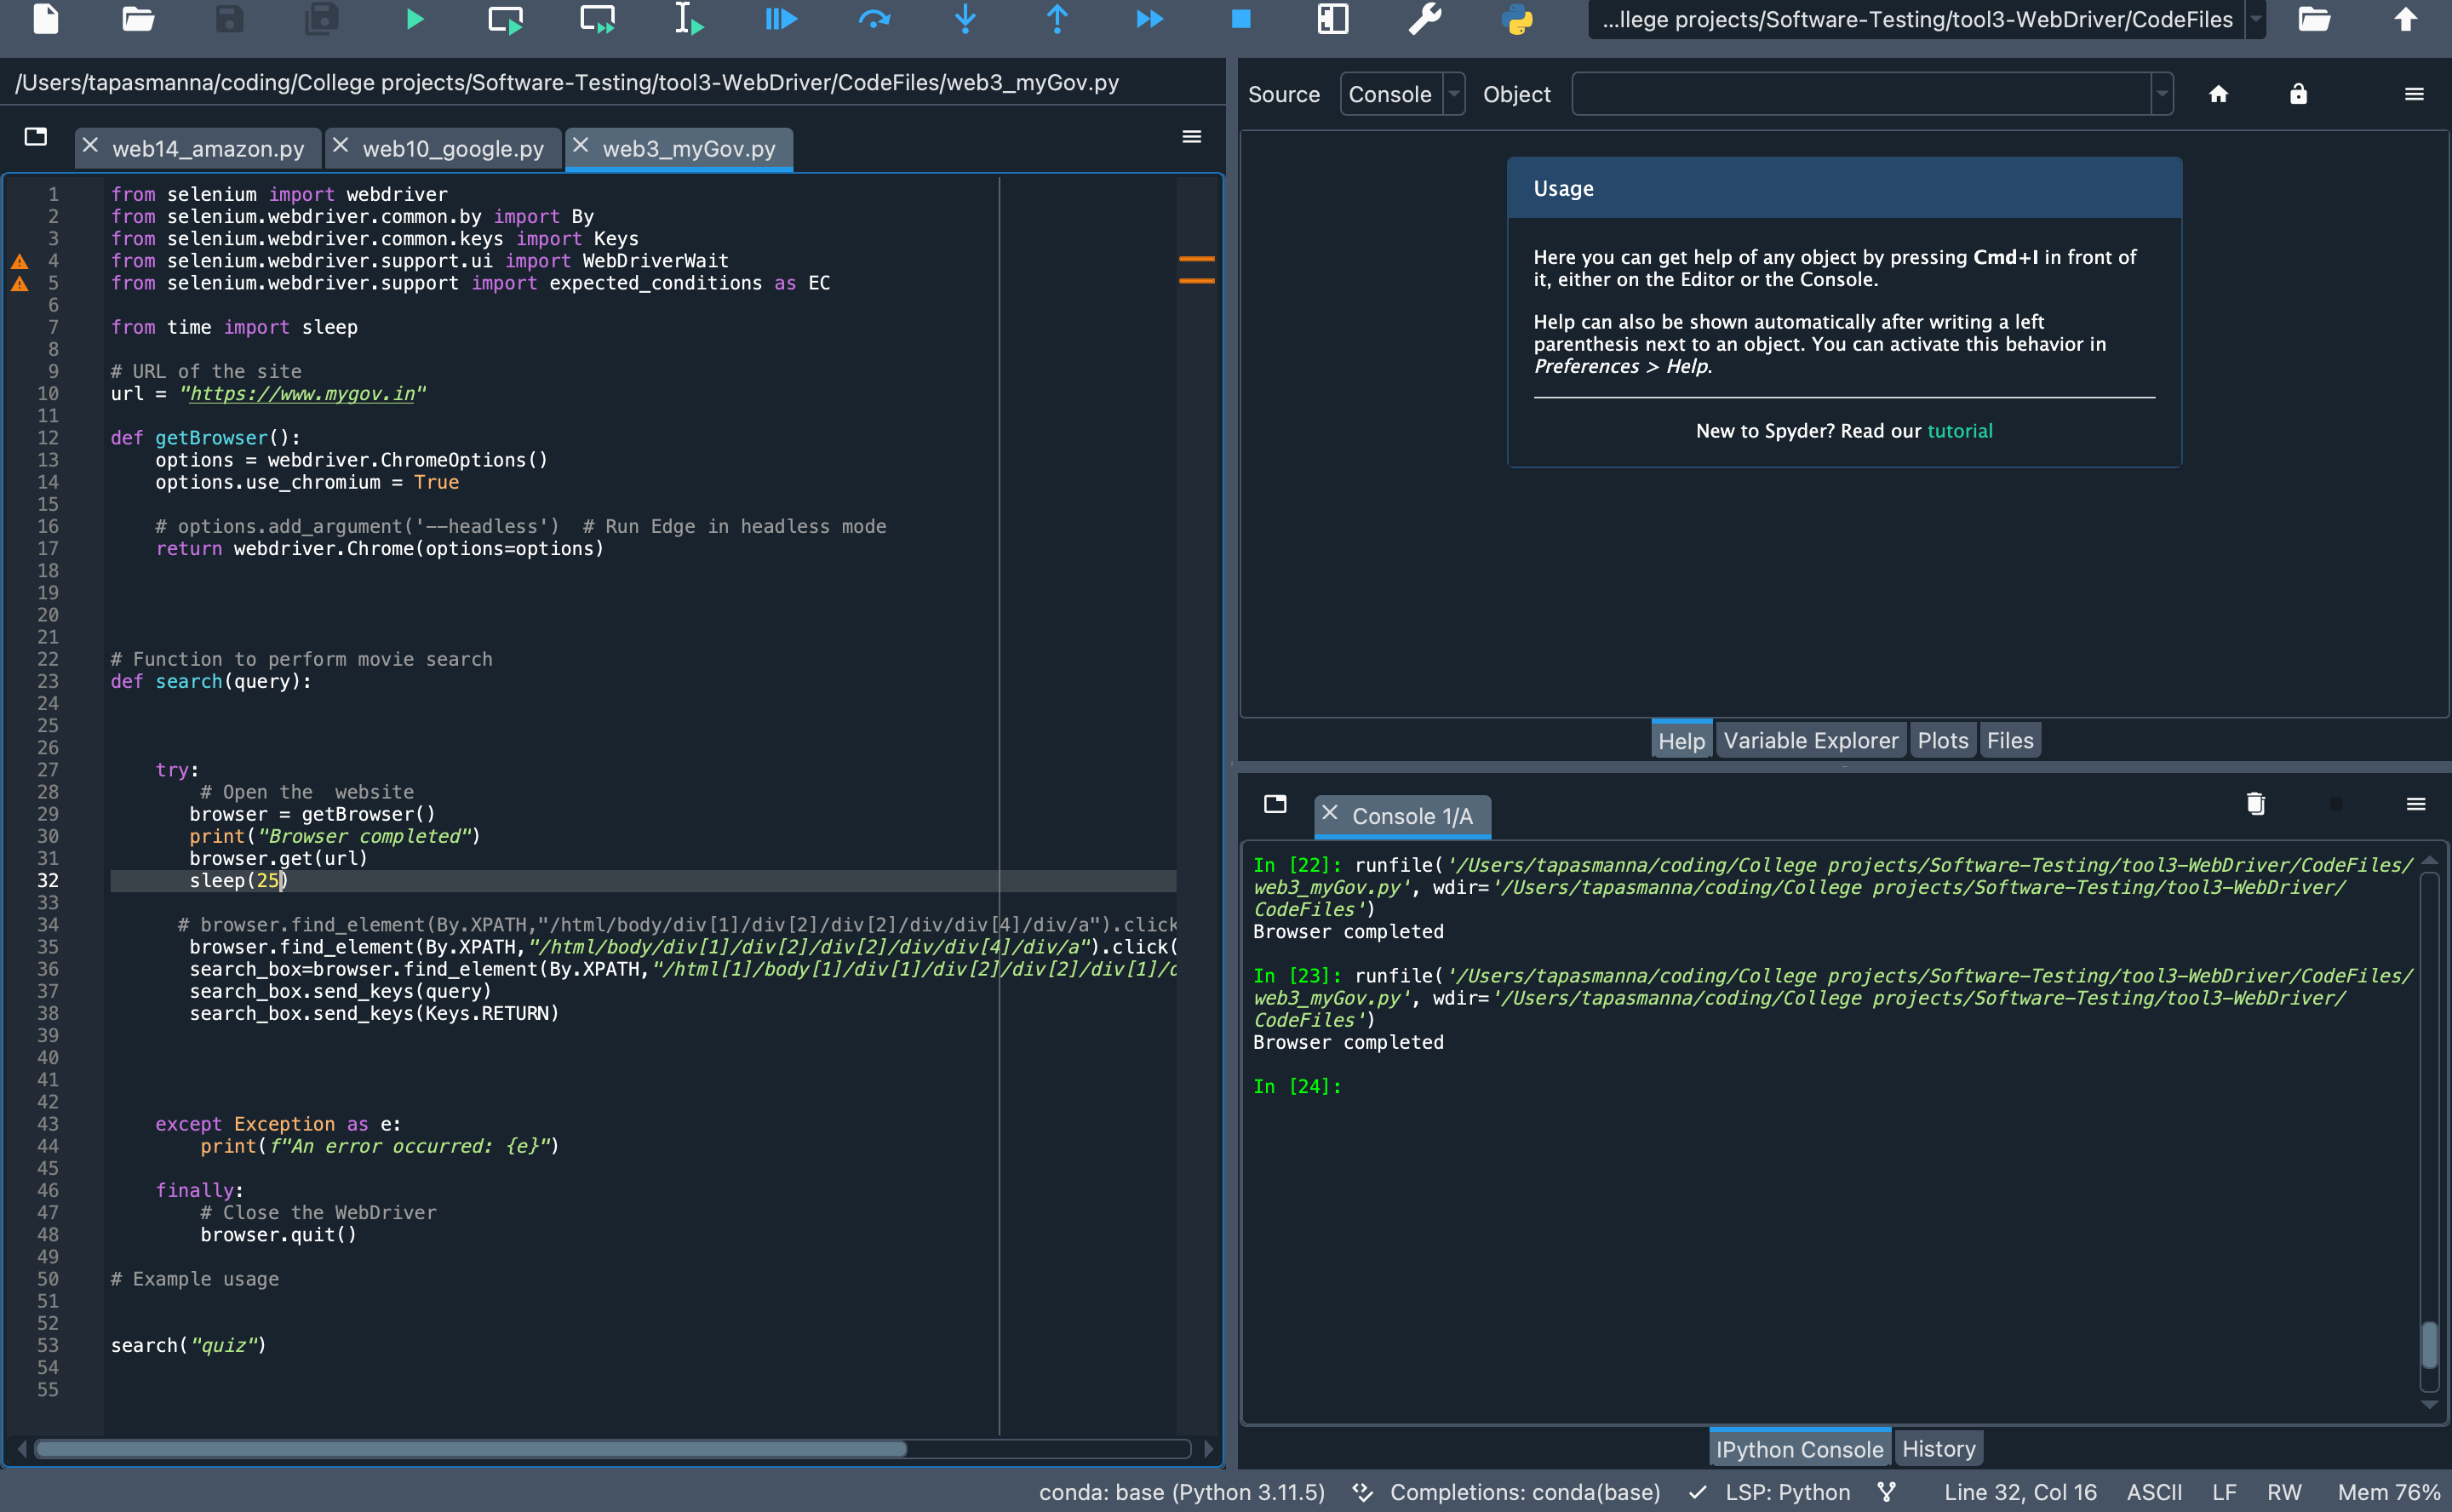 ...llege projects/Software-Testing/tool3-WebDriver/CodeFiles
/Users/tapasmanna/coding/College projects/Software-Testing/tool3-WebDriver/CodeFiles/web3_myGov.py
web14_amazon.py
web10_google.py
web3_myGov.py
1 from selenium import webdriver
2 from selenium.webdriver.common.by import By
3 from selenium.webdriver.common.keys import Keys
4 from selenium.webdriver.support.ui import WebDriverWait
5 from selenium.webdriver.support import expected_conditions as EC
6
7 from time import sleep
8
9 # URL of the site
10 url = "https://www.mygov.in"
11
12 def getBrowser():
13     options = webdriver.ChromeOptions()
14     options.use_chromium = True
15
16     # options.add_argument('--headless')  # Run Edge in headless mode
17     return webdriver.Chrome(options=options)
18
19
20
21
22 # Function to perform movie search
23 def search(query):
24
25
26
27     try:
28         # Open the  website
29        browser = getBrowser()
30        print("Browser completed")
31        browser.get(url)
32        sleep(25)
33
34       # browser.find_element(By.XPATH,"/html/body/div[1]/div[2]/div[2]/div/div[4]/div/a").click
35        browser.find_element(By.XPATH,"/html/body/div[1]/div[2]/div[2]/div/div[4]/div/a").click(
36        search_box=browser.find_element(By.XPATH,"/html[1]/body[1]/div[1]/div[2]/div[2]/div[1]/
37        search_box.send_keys(query)
38        search_box.send_keys(Keys.RETURN)
39
40
41
42
43     except Exception as e:
44         print(f"An error occurred: {e}")
45
46     finally:
47         # Close the WebDriver
48         browser.quit()
49
50 # Example usage
51
52
53 search("quiz")
54
55
Source Console Object
Usage
Here you can get help of any object by pressing Cmd+I in front of
it, either on the Editor or the Console.
Help can also be shown automatically after writing a left
parenthesis next to an object. You can activate this behavior in
Preferences > Help.
New to Spyder? Read our tutorial
Help Variable Explorer Plots Files
Console 1/A
In [22]: runfile('/Users/tapasmanna/coding/College projects/Software-Testing/tool3-WebDriver/CodeFiles/
web3_myGov.py', wdir='/Users/tapasmanna/coding/College projects/Software-Testing/tool3-WebDriver/
CodeFiles')
Browser completed
In [23]: runfile('/Users/tapasmanna/coding/College projects/Software-Testing/tool3-WebDriver/CodeFiles/
web3_myGov.py', wdir='/Users/tapasmanna/coding/College projects/Software-Testing/tool3-WebDriver/
CodeFiles')
Browser completed
In [24]:
IPython Console History
conda: base (Python 3.11.5) Completions: conda(base) LSP: Python Line 32, Col 16 ASCII LF RW Mem 76%